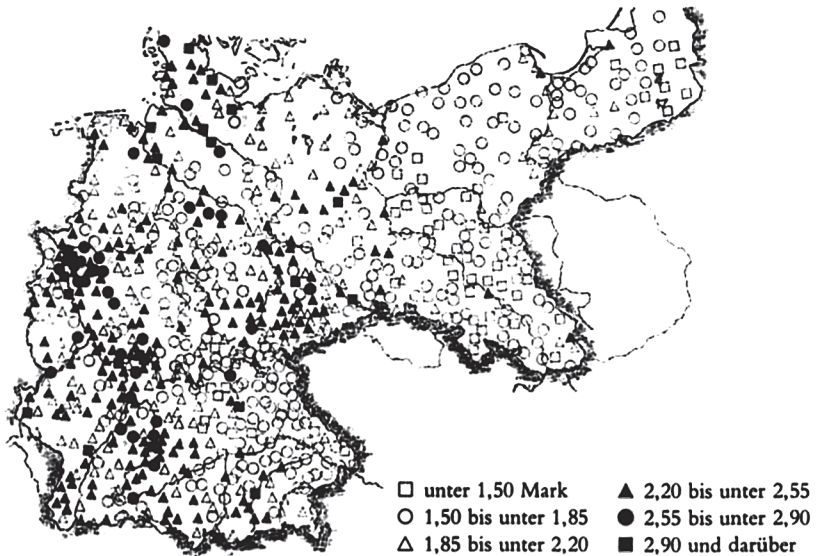 □ unter 1,50 Mark
○ 1,50 bis unter 1,85
△ 1,85 bis unter 2,20
▲ 2,20 bis unter 2,55
● 2,55 bis unter 2,90
■ 2,90 und darüber